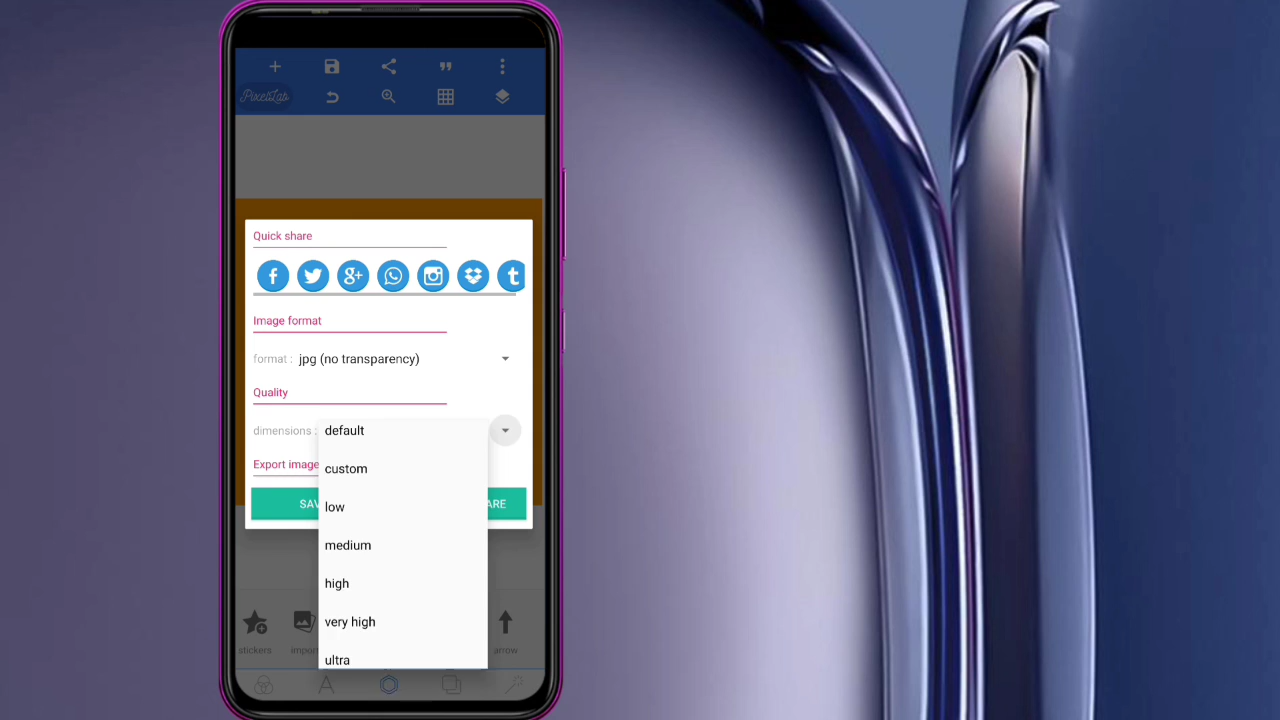 PixelLab
Quick share
Image format
format : jpg (no transparency)
Quality
dimensions : default
custom
Export image
low
medium
high
very high
ultra
stickers
arrow